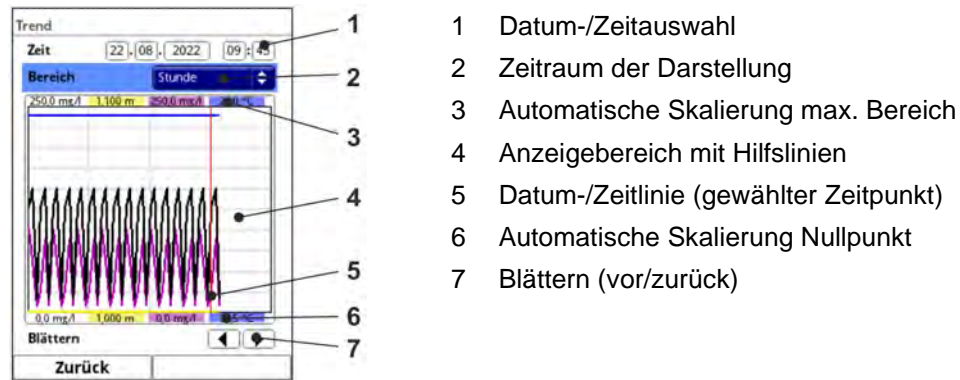 Trend
Zeit 22 . 08 . 2022 09 :
Bereich Stunde
250,0 mg/l 1,100 m 250,0 mg/l °C
0,0 mg/l 1,000 m 0,0 mg/l °C
Blättern
Zurück
1
2
3
4
5
6
7
1 Datum-/Zeitauswahl
2 Zeitraum der Darstellung
3 Automatische Skalierung max. Bereich
4 Anzeigebereich mit Hilfslinien
5 Datum-/Zeitlinie (gewählter Zeitpunkt)
6 Automatische Skalierung Nullpunkt
7 Blättern (vor/zurück)